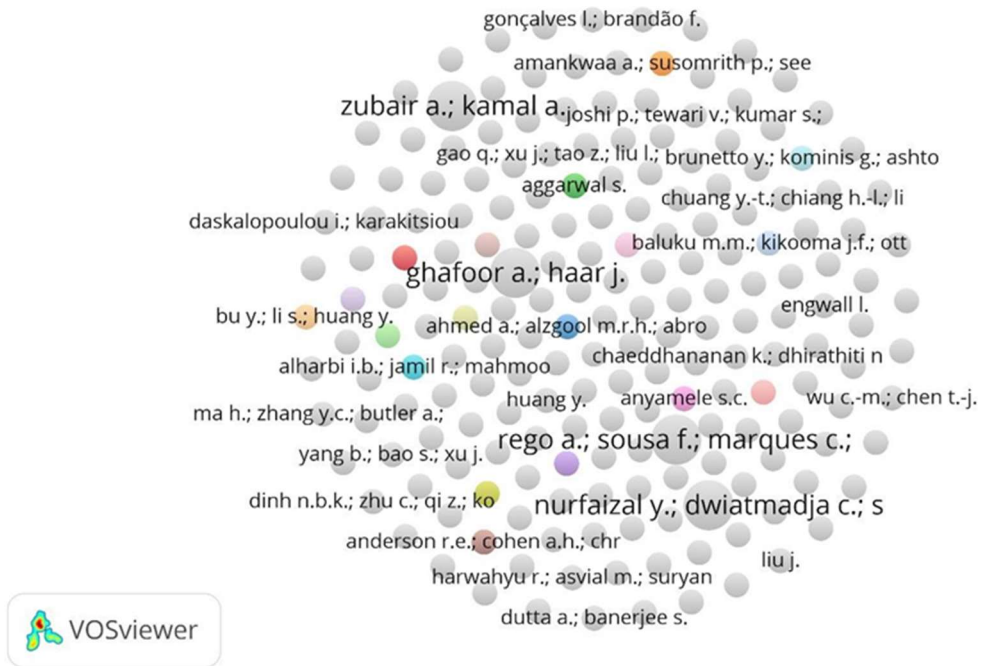 gonçalves l.; brandão f.
amankwaa a.; susomrith p.; see
zubair a.; kamal a.
joshi p.; tewari v.; kumar s.;
gao q.; xu j.; tao z.; liu l.;
brunetto y.; kominis g.; ashto
aggarwal s.
chuang y.-t.; chiang h.-l.; li
daskalopoulou i.; karakitsiou
baluku m.m.; kikooma j.f.; ott
ghafoor a.; haar j.
engwall l.
bu y.; li s.; huang y.
ahmed a.; alzgool m.r.h.; abro
chaeddhananan k.; dhirathiti n
alharbi i.b.; jamil r.; mahmoo
huang y.
anyamele s.c.
wu c.-m.; chen t.-j.
ma h.; zhang y.c.; butler a.;
rego a.; sousa f.; marques c.;
yang b.; bao s.; xu j.
dinh n.b.k.; zhu c.; qi z.; ko
nurfaizal y.; dwiatmadja c.; s
anderson r.e.; cohen a.h.; chr
liu j.
harwahyu r.; asvial m.; suryan
dutta a.; banerjee s.
VOSviewer